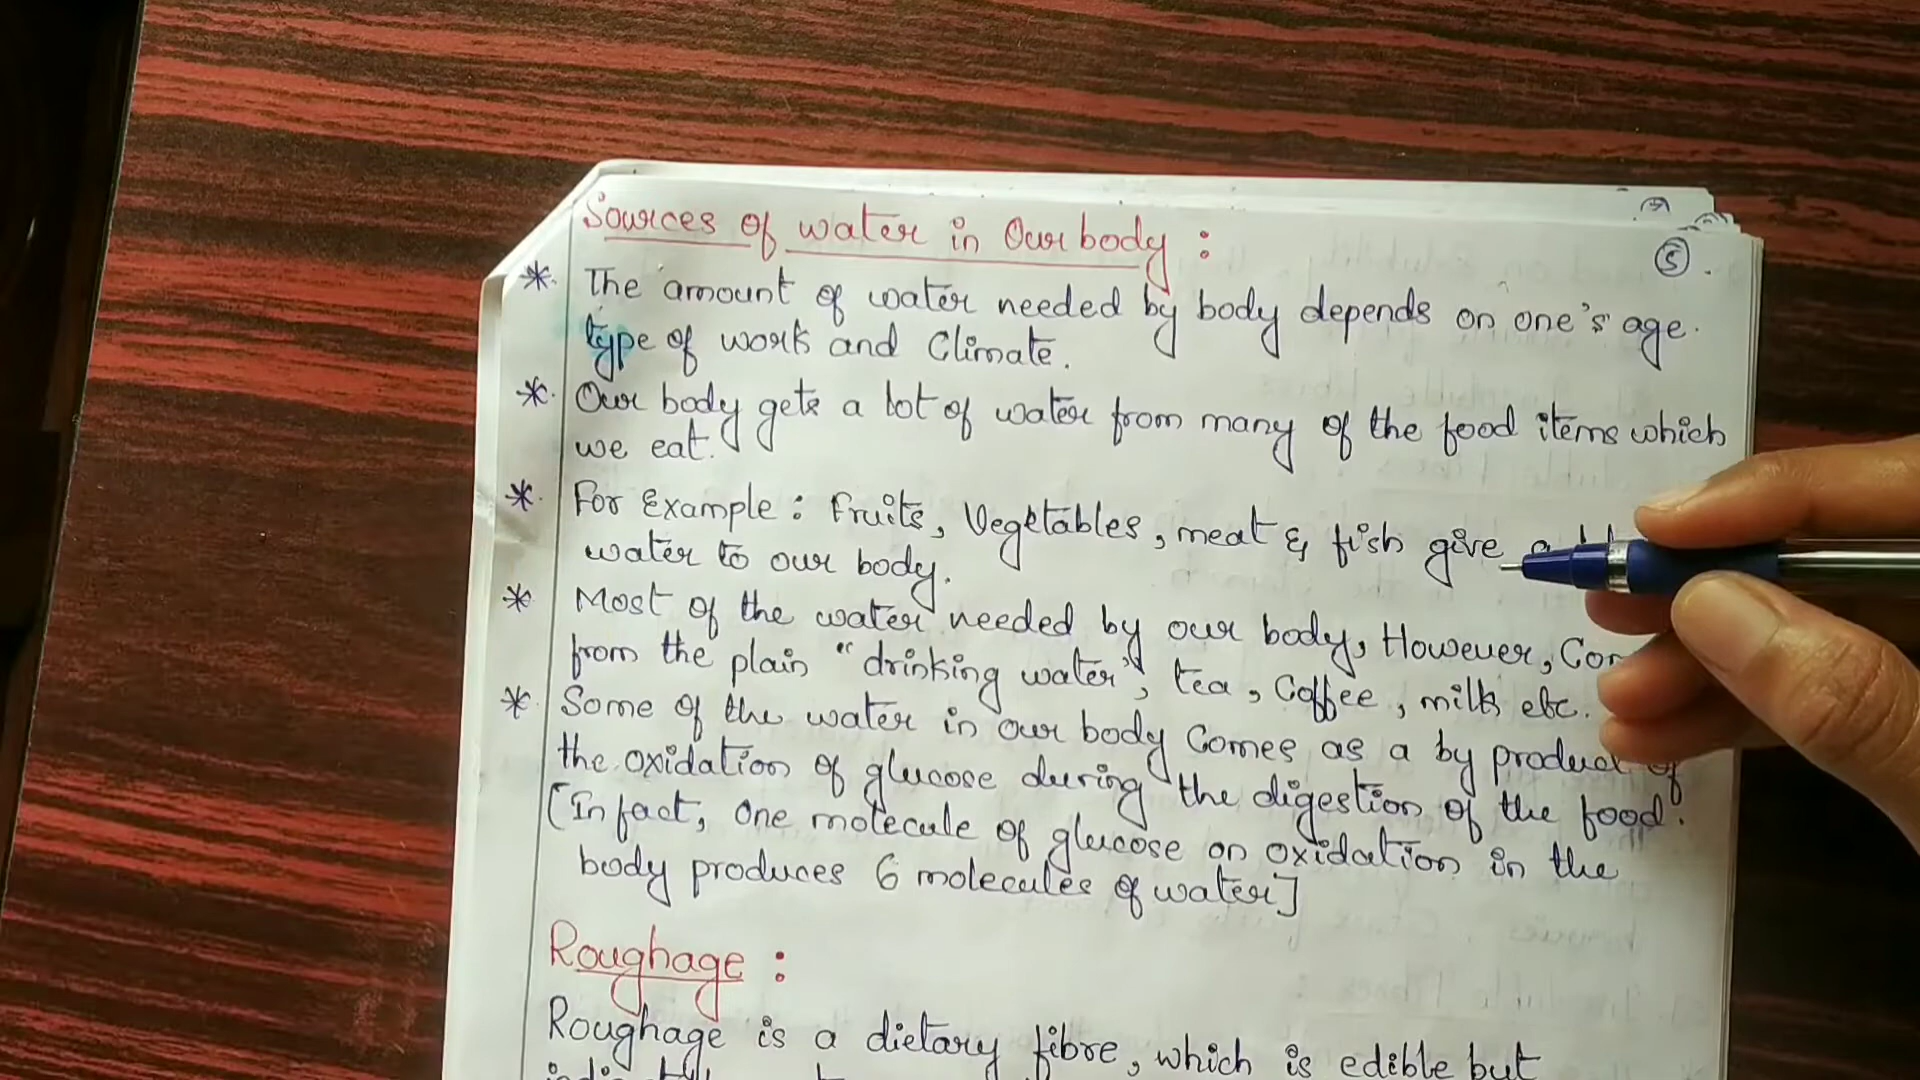 Sources of water in Our body :
5 .
* The amount of water needed by body depends on one's age.
type of work and Climate.
* Our body gets a lot of water from many of the food items which
we eat.
* For Example : fruits, Vegetables, meat & fish give
water to our body.
* Most of the water needed by our body, However,
from the plain "drinking water", tea, Coffee, milk etc.
* Some of the water in our body Comes as a by product of
the oxidation of glucose during the digestion of the food.
[In fact, One molecule of glucose on oxidation in the
body produces 6 molecules of water]
Roughage :
Roughage is a dietary fibre, which is edible but